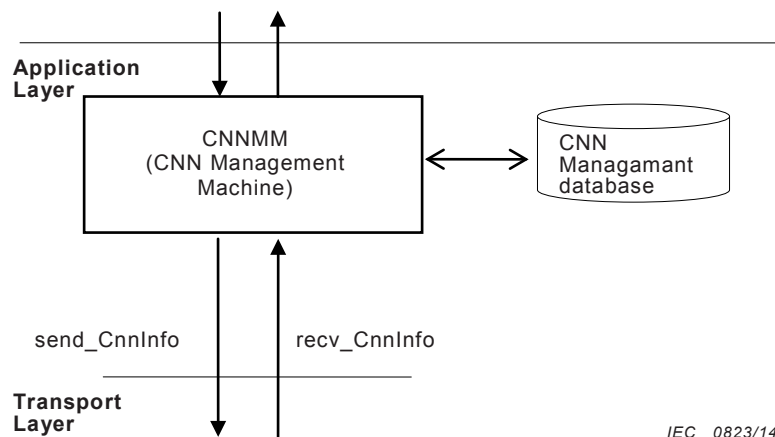 Application
Layer
CNNMM
(CNN Management
Machine)
CNN
Managamant
database
send_CnnInfo
recv_CnnInfo
Transport
Layer
IEC 0823/14